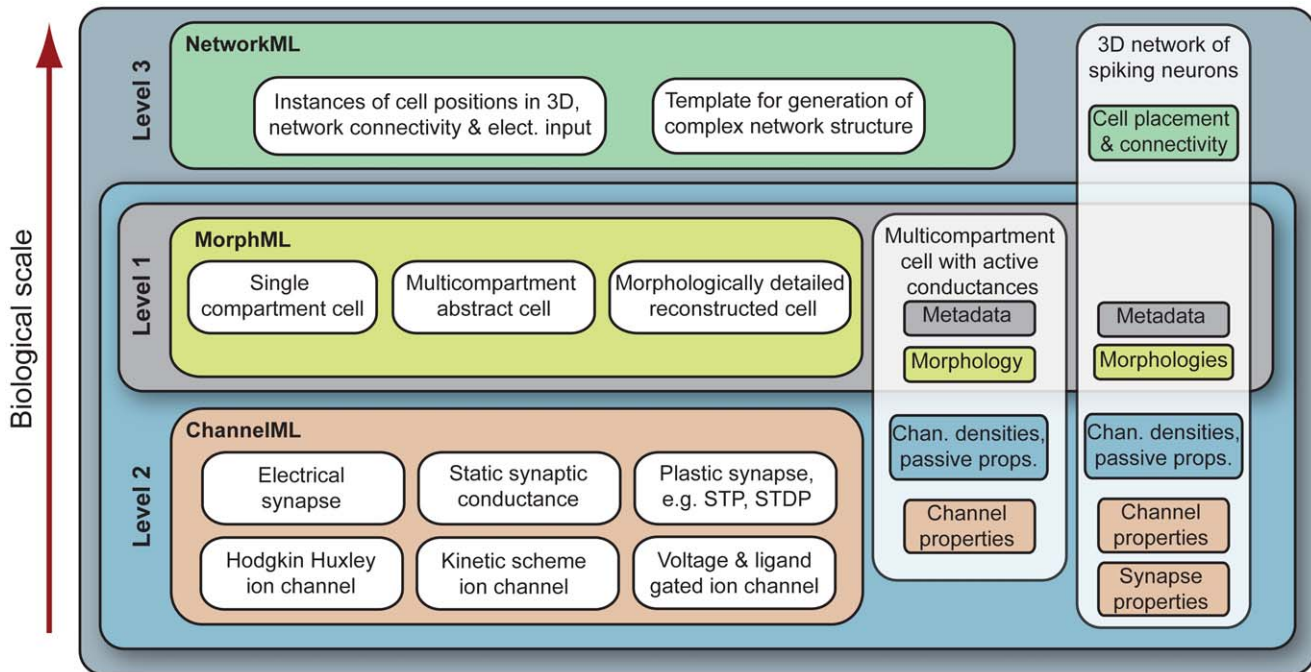 Biological scale
Level 3
NetworkML
Instances of cell positions in 3D,
network connectivity & elect. input
Template for generation of
complex network structure
3D network of
spiking neurons
Cell placement
& connectivity
Level 1
MorphML
Single
compartment cell
Multicompartment
abstract cell
Morphologically detailed
reconstructed cell
Multicompartment
cell with active
conductances
Metadata
Morphology
Metadata
Morphologies
Level 2
ChannelML
Electrical
synapse
Static synaptic
conductance
Plastic synapse,
e.g. STP, STDP
Hodgkin Huxley
ion channel
Kinetic scheme
ion channel
Voltage & ligand
gated ion channel
Chan. densities,
passive props.
Channel
properties
Chan. densities,
passive props.
Channel
properties
Synapse
properties